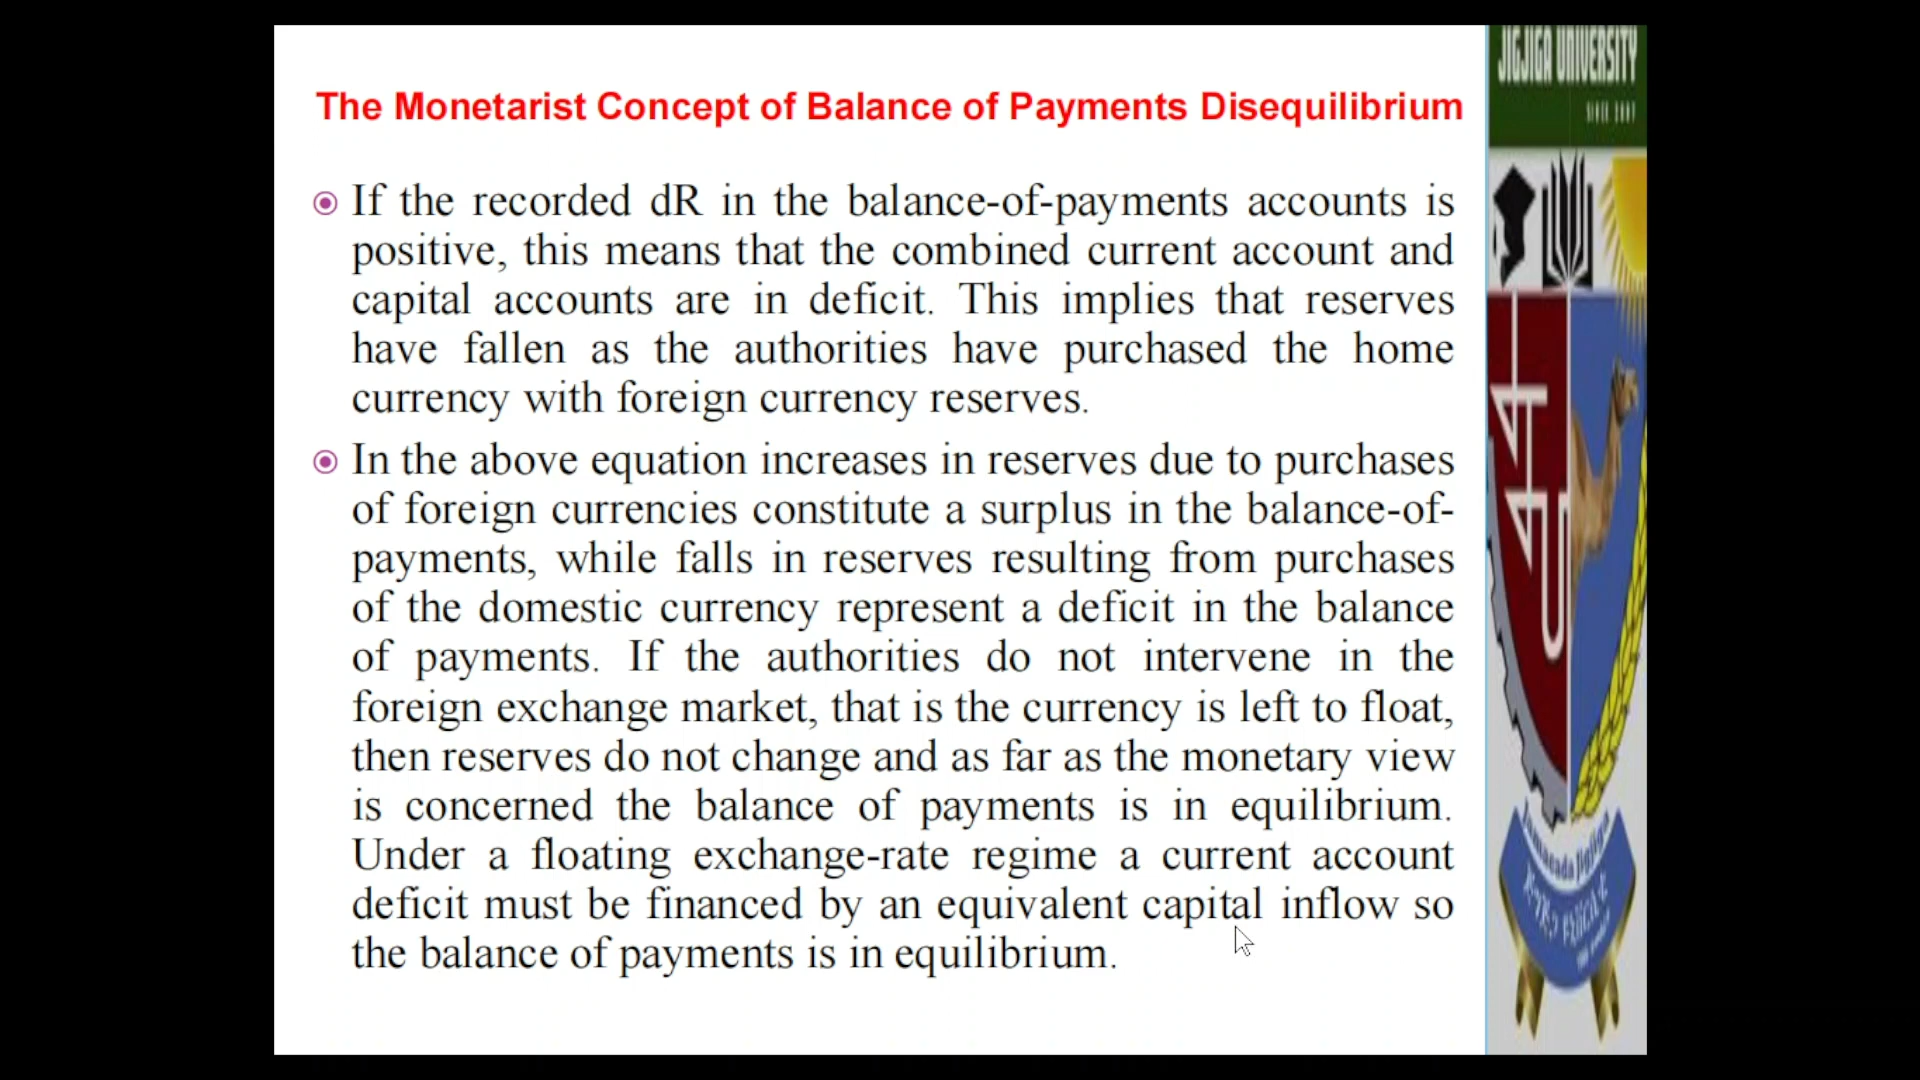 JIGJIGA UNIVERSITY
SINCE 2007
The Monetarist Concept of Balance of Payments Disequilibrium
If the recorded dR in the balance-of-payments accounts is
positive, this means that the combined current account and
capital accounts are in deficit. This implies that reserves
have fallen as the authorities have purchased the home
currency with foreign currency reserves.
In the above equation increases in reserves due to purchases
of foreign currencies constitute a surplus in the balance-of-
payments, while falls in reserves resulting from purchases
of the domestic currency represent a deficit in the balance
of payments. If the authorities do not intervene in the
foreign exchange market, that is the currency is left to float,
then reserves do not change and as far as the monetary view
is concerned the balance of payments is in equilibrium.
Under a floating exchange-rate regime a current account
deficit must be financed by an equivalent capital inflow so
the balance of payments is in equilibrium.